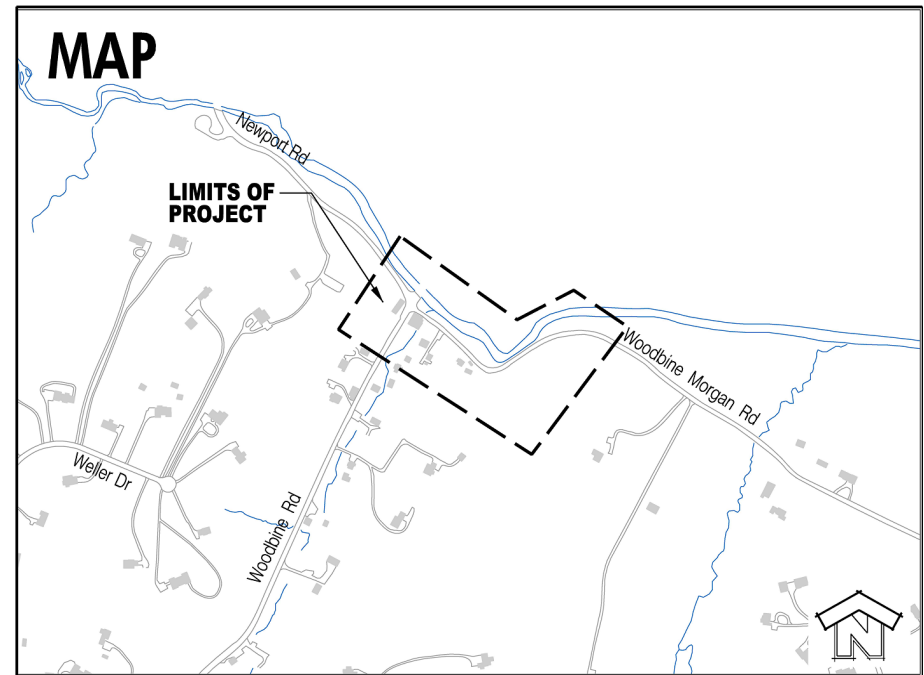 MAP
Newport Rd
LIMITS OF
PROJECT
Woodbine Morgan Rd
Weller Dr
Woodbine Rd
N